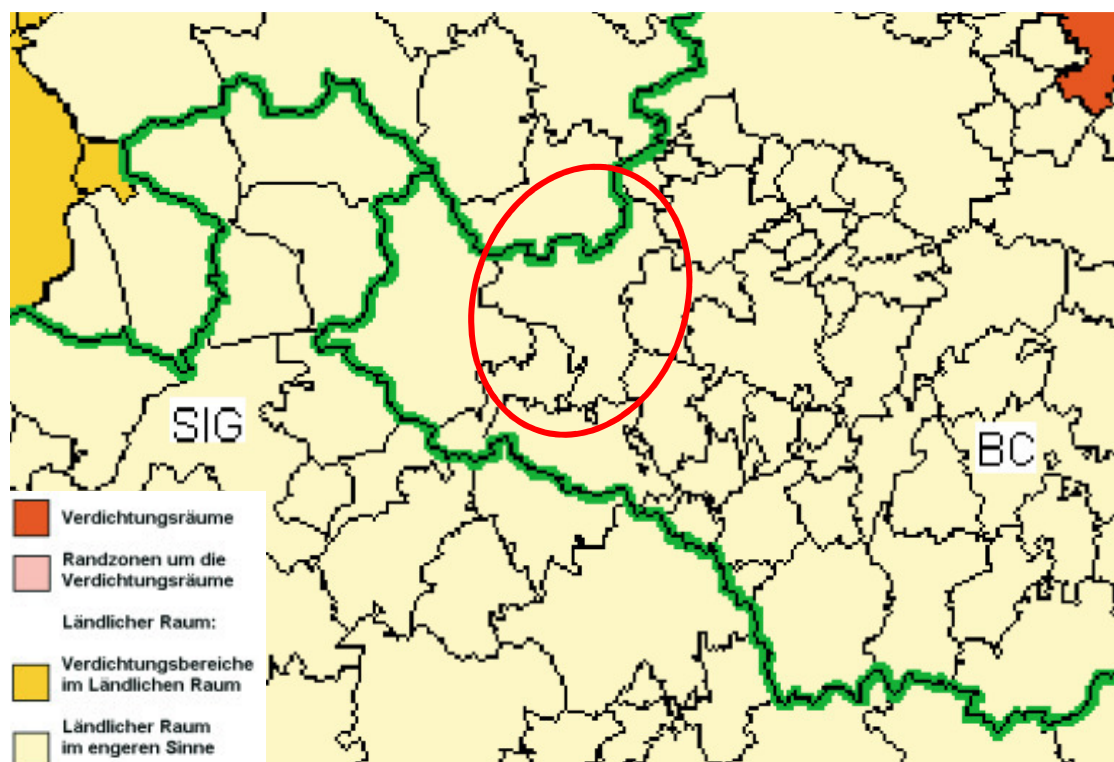 SIG
BC
Verdichtungsräume
Randzonen um die
Verdichtungsräume
Ländlicher Raum:
Verdichtungsbereiche
im Ländlichen Raum
Ländlicher Raum
im engeren Sinne